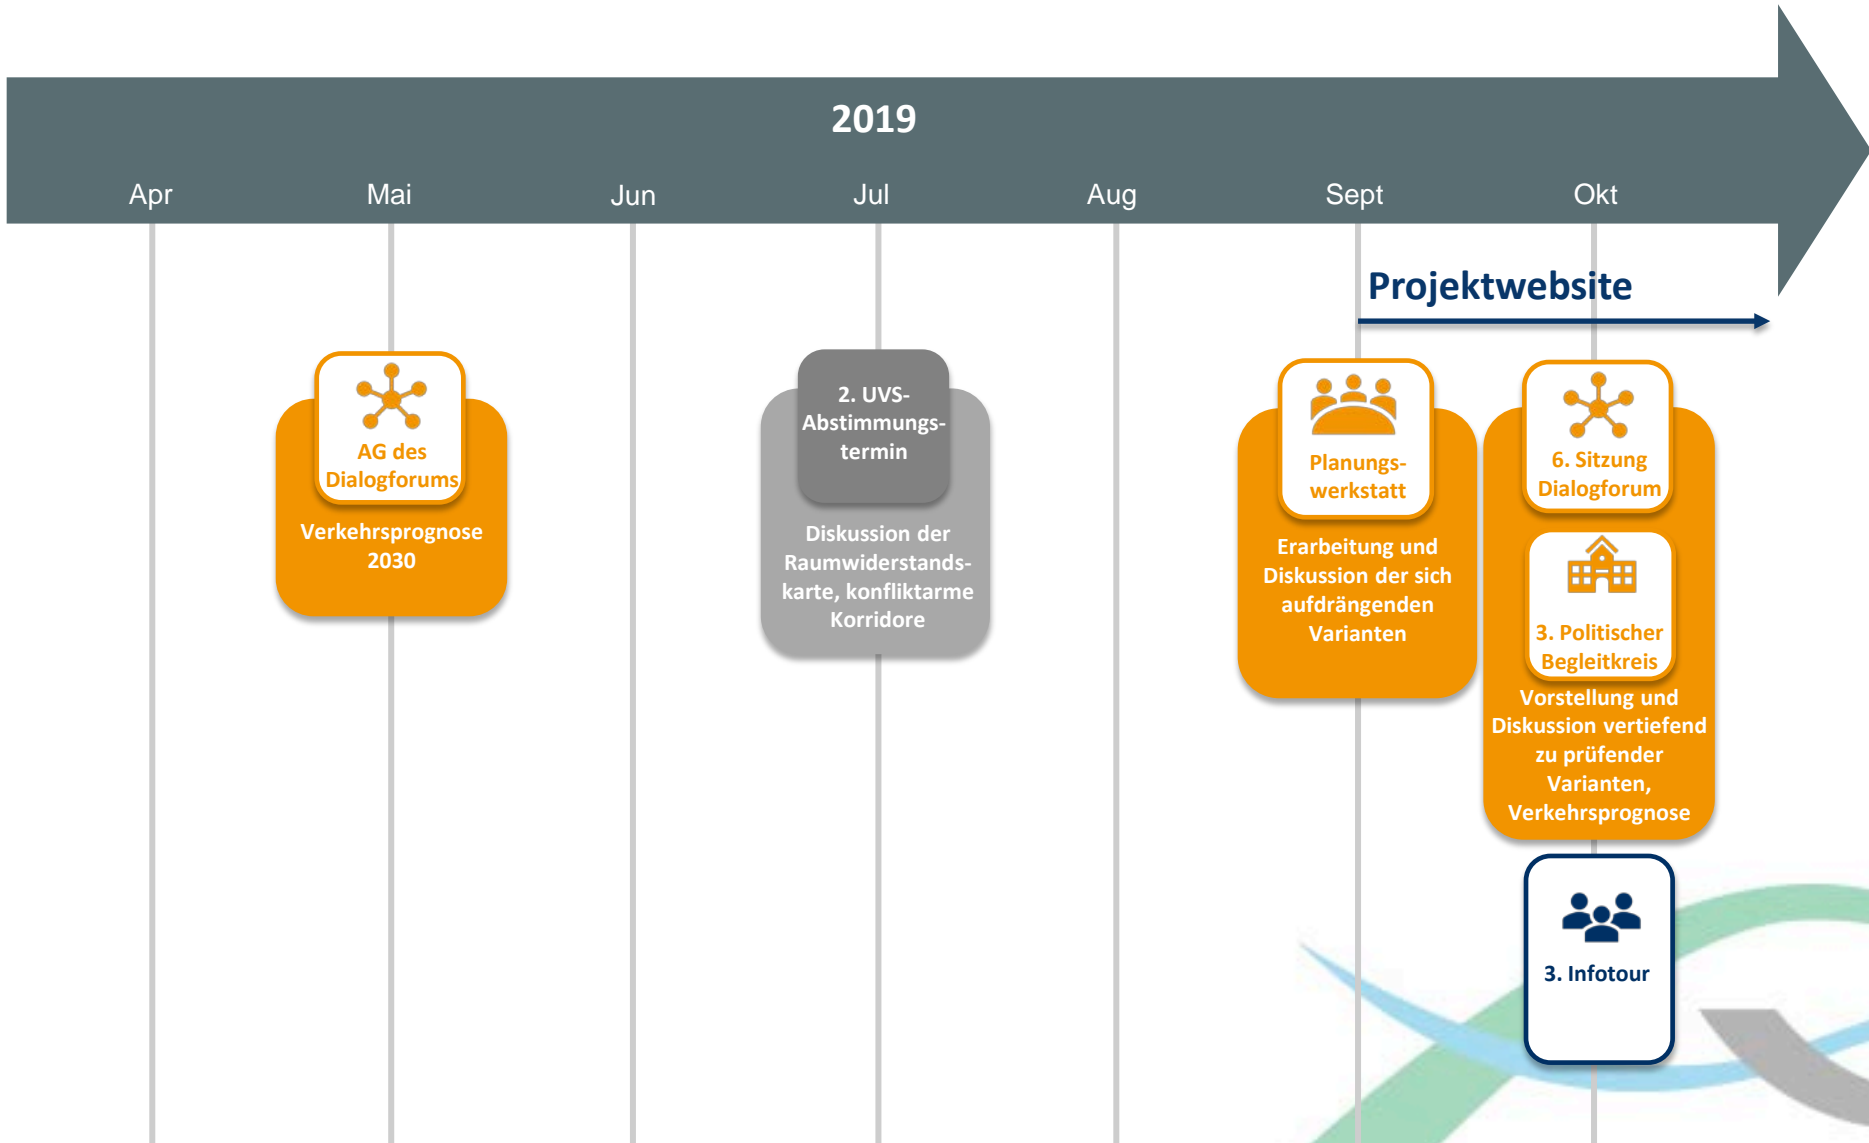 2019
Apr
Mai
Jun
Jul
Aug
Sept
Okt
Projektwebsite
AG des
Dialogforums
Verkehrsprognose
2030
2. UVS-
Abstimmungs-
termin
Diskussion der
Raumwiderstands-
karte, konfliktarme
Korridore
Planungs-
werkstatt
Erarbeitung und
Diskussion der sich
aufdrängenden
Varianten
6. Sitzung
Dialogforum
3. Politischer
Begleitkreis
Vorstellung und
Diskussion vertiefend
zu prüfender
Varianten,
Verkehrsprognose
3. Infotour